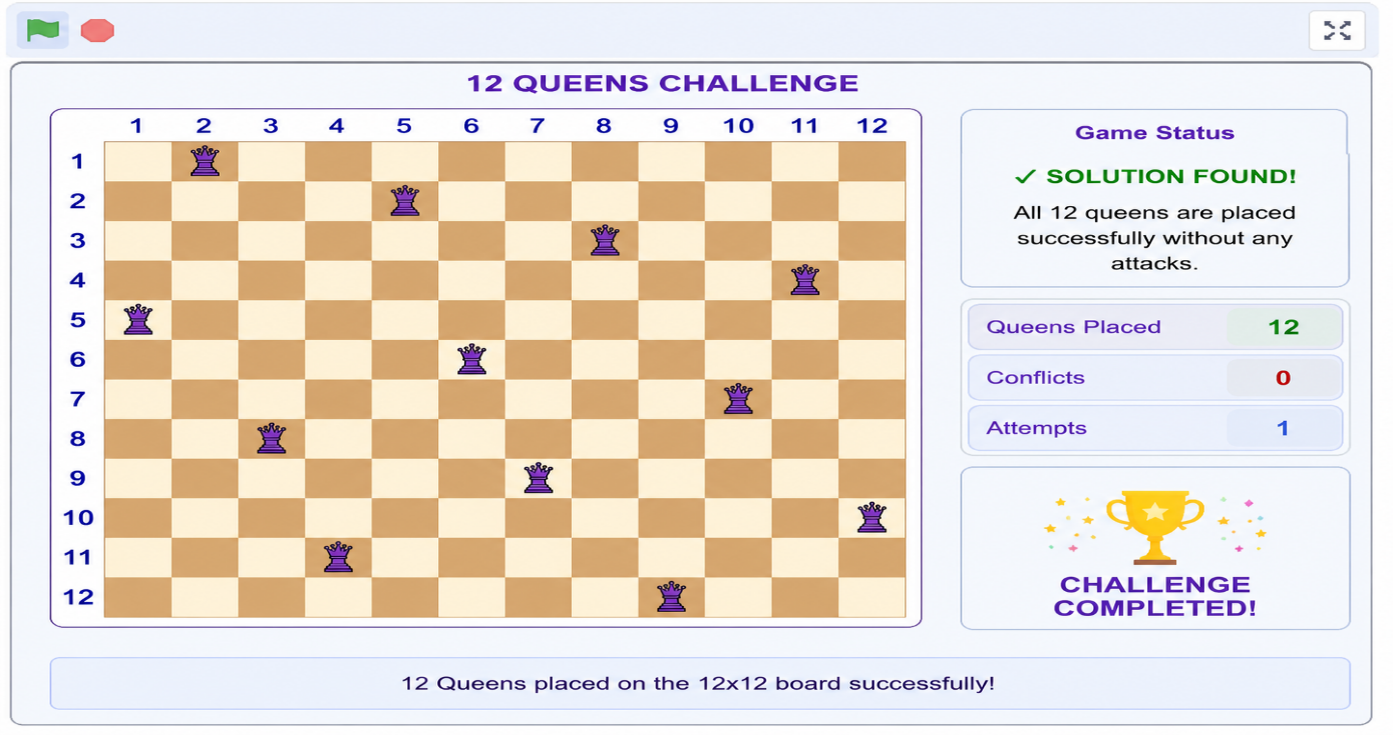 12 QUEENS CHALLENGE
1 2 3 4 5 6 7 8 9 10 11 12
1
2
3
4
5
6
7
8
9
10
11
12
Game Status
✓ SOLUTION FOUND!
All 12 queens are placed
successfully without any
attacks.
Queens Placed 12
Conflicts 0
Attempts 1
CHALLENGE
COMPLETED!
12 Queens placed on the 12x12 board successfully!